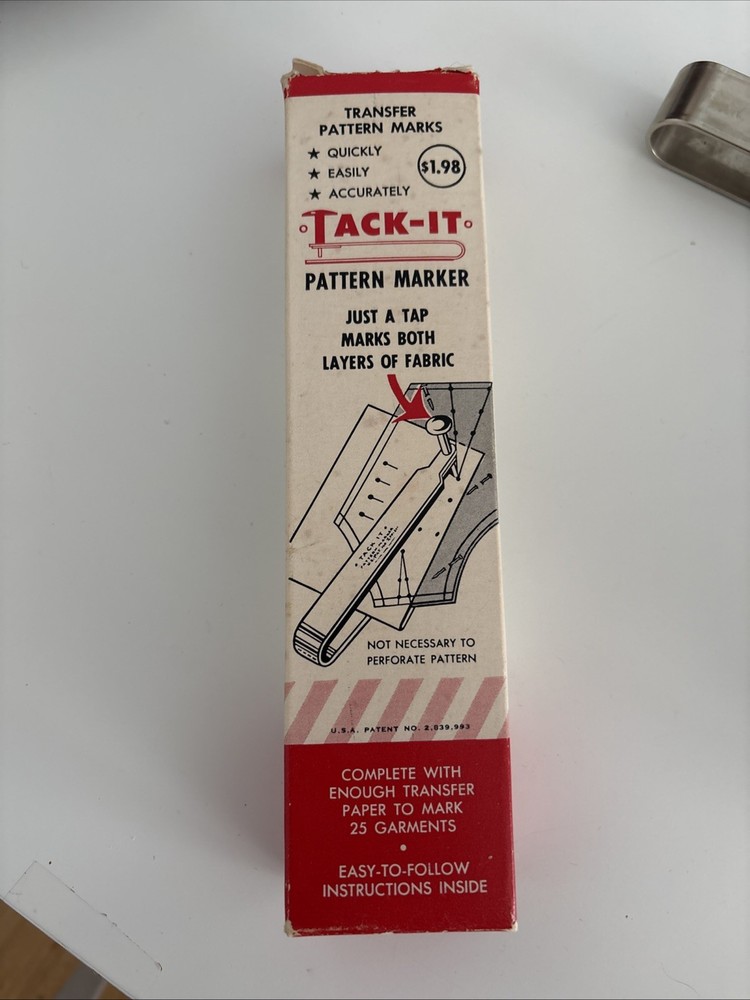 TRANSFER
PATTERN MARKS
★ QUICKLY
★ EASILY
★ ACCURATELY
$1.98
TACK-IT
PATTERN MARKER
JUST A TAP
MARKS BOTH
LAYERS OF FABRIC
TACK IT
NOT NECESSARY TO
PERFORATE PATTERN
U.S.A. PATENT NO. 2,839,993
COMPLETE WITH
ENOUGH TRANSFER
PAPER TO MARK
25 GARMENTS
•
EASY-TO-FOLLOW
INSTRUCTIONS INSIDE